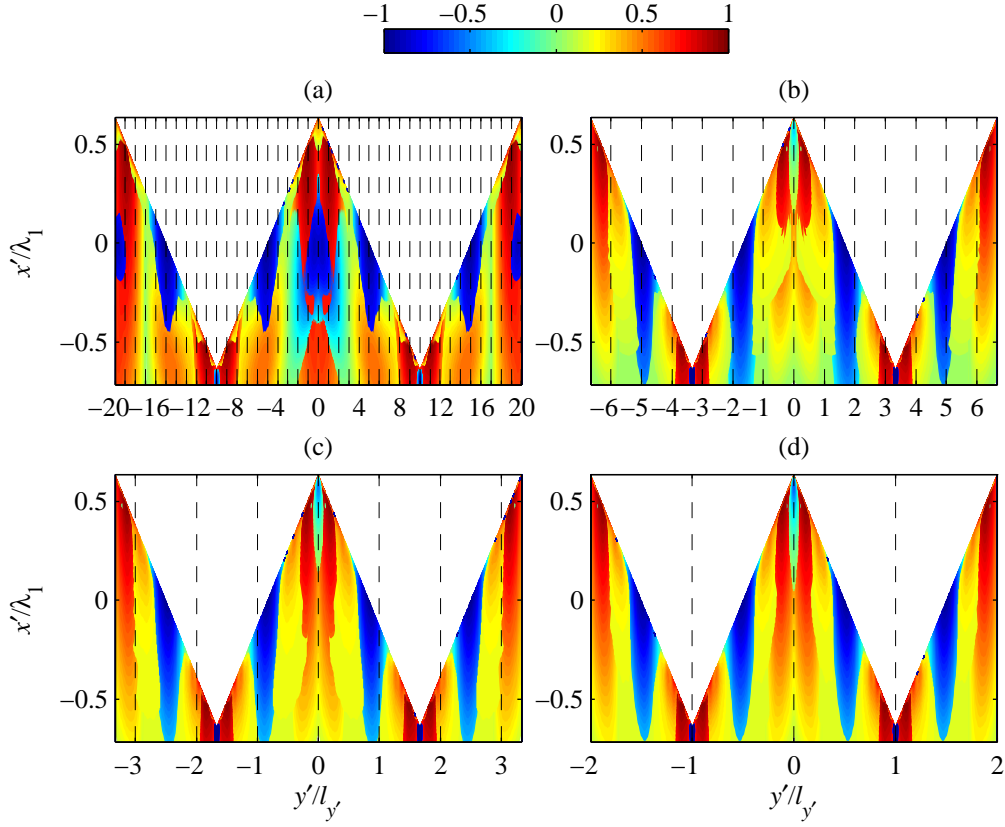 −1 −0.5 0 0.5 1
(a) (b)
0.5 0.5
0 0
−0.5 −0.5
x′/λ1
−20 −16 −12 −8 −4 0 4 8 12 16 20
−6 −5 −4 −3 −2 −1 0 1 2 3 4 5 6
(c) (d)
0.5 0.5
0 0
−0.5 −0.5
x′/λ1
−3 −2 −1 0 1 2 3
−2 −1 0 1 2
y′/ly′ y′/ly′